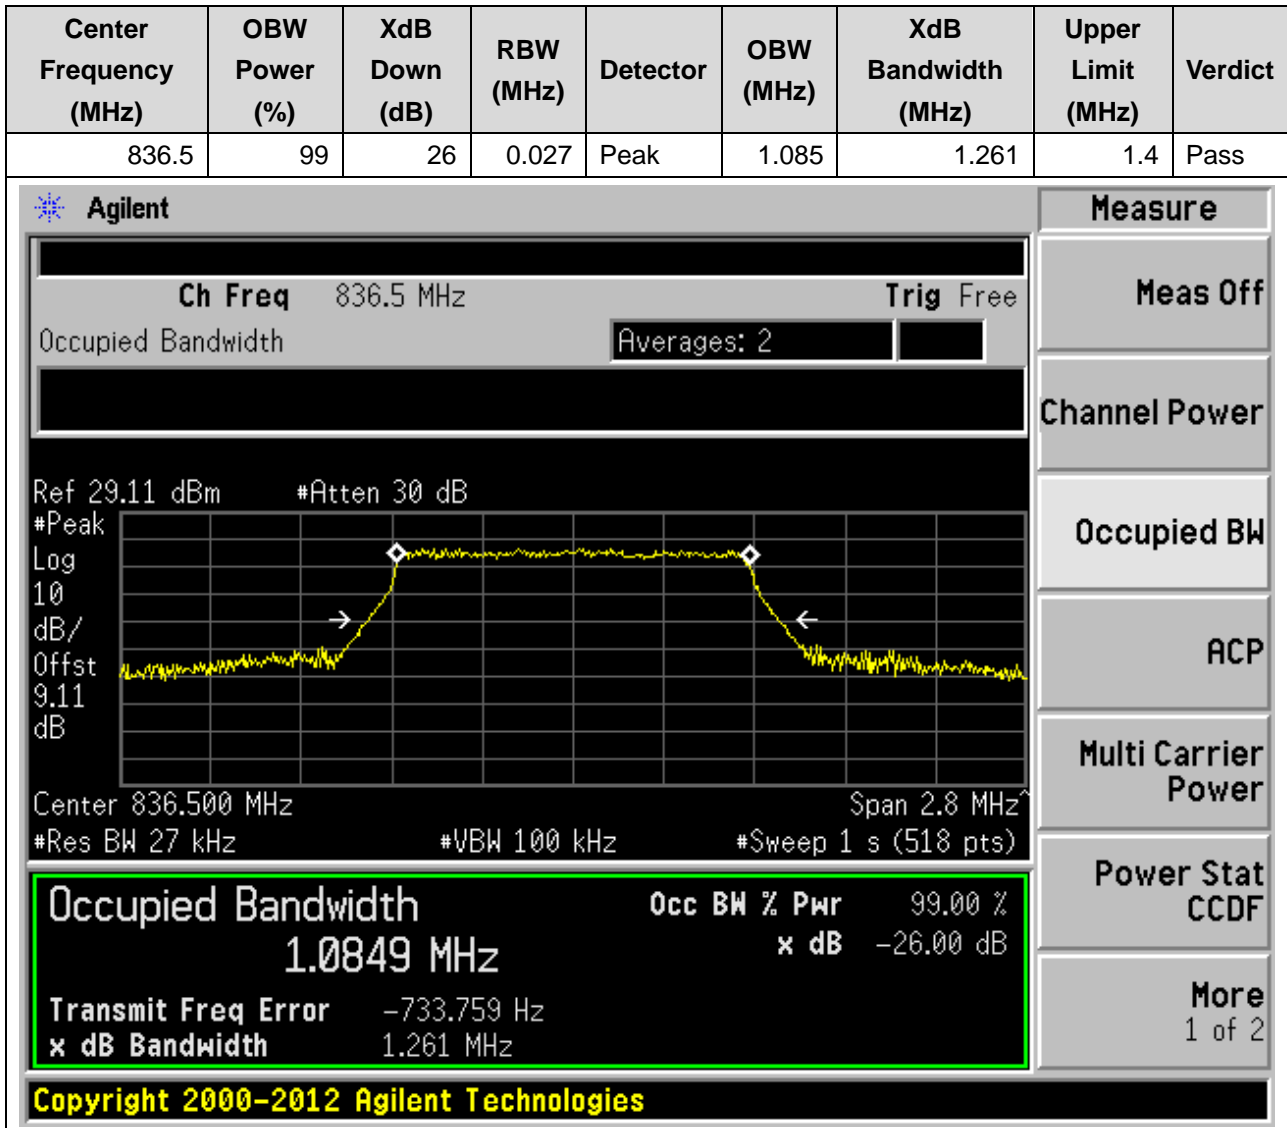 Center Frequency (MHz) OBW Power (%) XdB Down (dB) RBW (MHz) Detector OBW (MHz) XdB Bandwidth (MHz) Upper Limit (MHz) Verdict
836.5 99 26 0.027 Peak 1.085 1.261 1.4 Pass
Agilent
Measure
Ch Freq 836.5 MHz Trig Free
Meas Off
Occupied Bandwidth Averages: 2
Channel Power
Ref 29.11 dBm #Atten 30 dB
#Peak
Log
10
dB/
Offst
9.11
dB
Occupied BW
ACP
Multi Carrier
Power
Center 836.500 MHz Span 2.8 MHz^
#Res BW 27 kHz #VBW 100 kHz #Sweep 1 s (518 pts)
Power Stat
CCDF
Occupied Bandwidth Occ BW % Pwr 99.00 %
1.0849 MHz x dB -26.00 dB
Transmit Freq Error -733.759 Hz
x dB Bandwidth 1.261 MHz
More
1 of 2
Copyright 2000-2012 Agilent Technologies